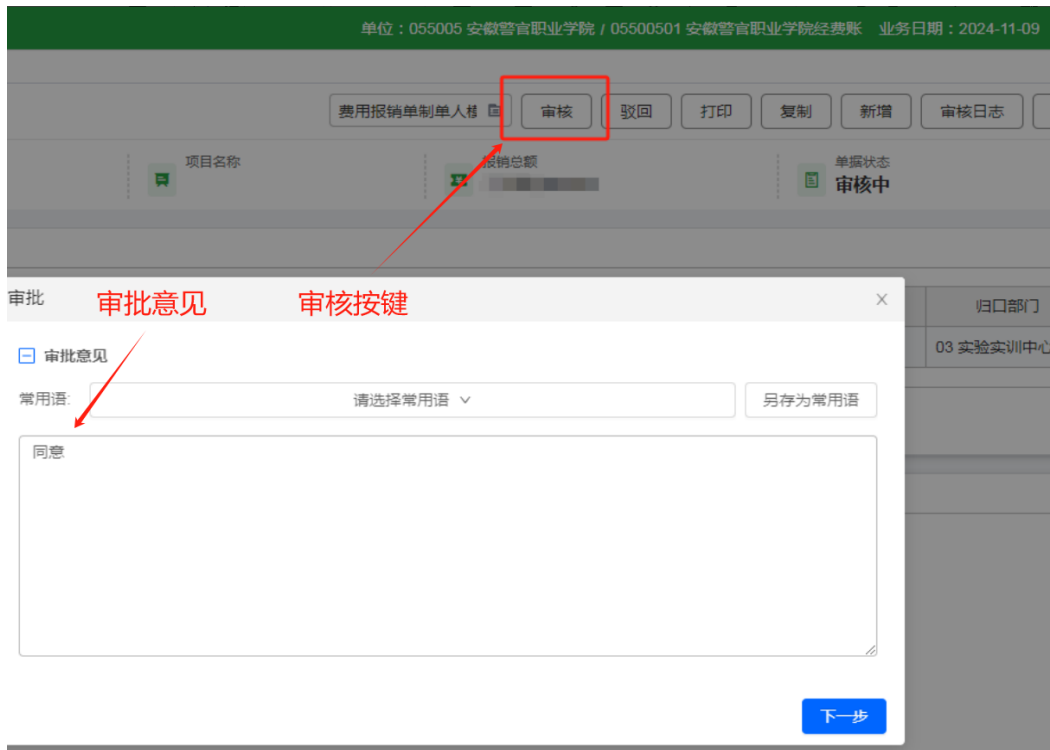 单位：055005 安徽警官职业学院 / 05500501 安徽警官职业学院经费账 业务日期：2024-11-09
费用报销单制单人模 审核 驳回 打印 复制 新增 审核日志
项目名称 报销总额 单据状态
审核中
审批 审批意见 审核按键
归口部门
审批意见
03 实验实训中心
常用语: 请选择常用语 另存为常用语
同意
下一步